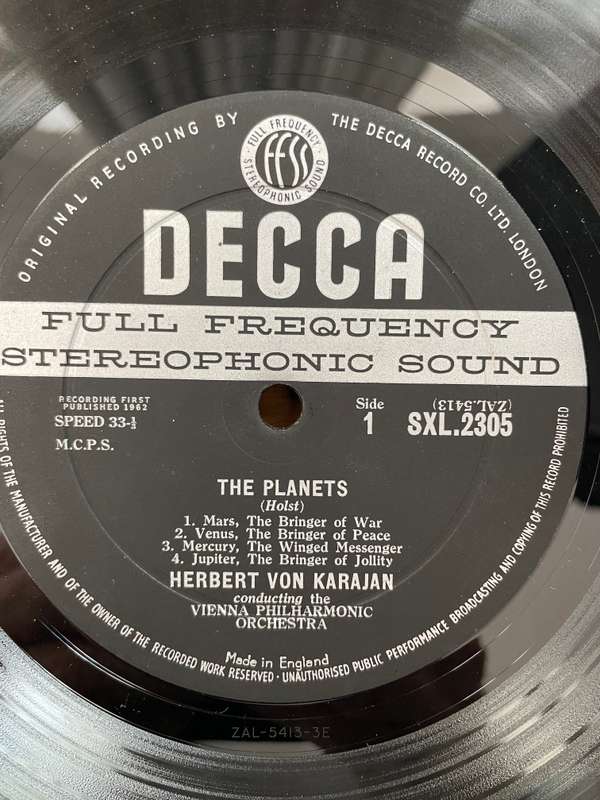 ORIGINAL RECORDING BY
THE DECCA RECORD CO. LTD. LONDON
· FULL FREQUENCY ·
FFSS
STEREOPHONIC SOUND
DECCA
FULL FREQUENCY
STEREOPHONIC SOUND
RECORDING FIRST
PUBLISHED 1962
SPEED 33-⅓
M.C.P.S.
Side
1
(ZAL.5413)
SXL.2305
THE PLANETS
(Holst)
1. Mars, The Bringer of War
2. Venus, The Bringer of Peace
3. Mercury, The Winged Messenger
4. Jupiter, The Bringer of Jollity
HERBERT VON KARAJAN
conducting the
VIENNA PHILHARMONIC
ORCHESTRA
Made in England
ALL RIGHTS OF THE MANUFACTURER AND OF THE OWNER OF THE RECORDED WORK RESERVED · UNAUTHORISED PUBLIC PERFORMANCE BROADCASTING AND COPYING OF THIS RECORD PROHIBITED
ZAL-5413-3E